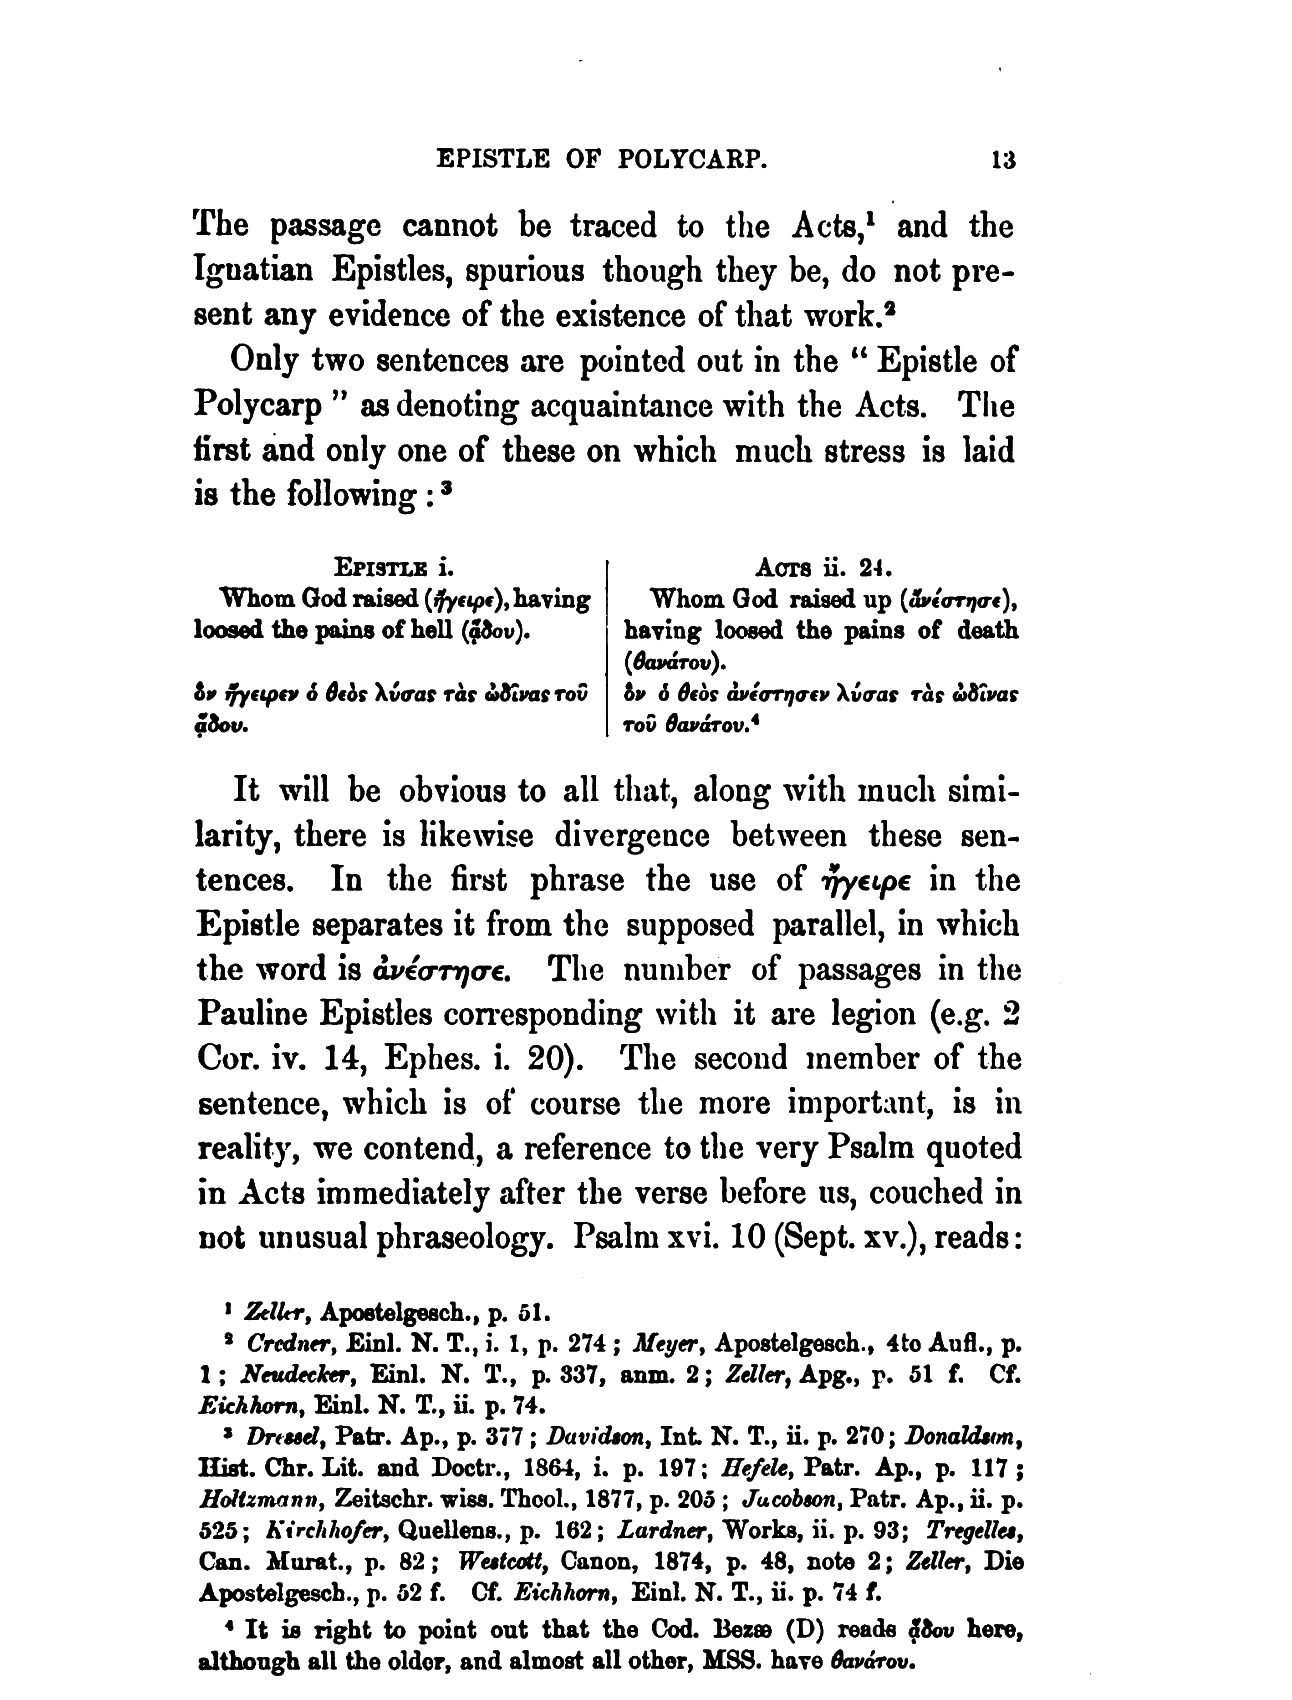 EPISTLE OF POLYCARP. 13
The passage cannot be traced to the Acts,¹ and the
Ignatian Epistles, spurious though they be, do not pre-
sent any evidence of the existence of that work.²
Only two sentences are pointed out in the “ Epistle of
Polycarp ” as denoting acquaintance with the Acts. The
first and only one of these on which much stress is laid
is the following : ³
EPISTLE i.
Whom God raised (ἤγειρε), having
loosed the pains of hell (ᾅδου).
ὃν ἤγειρεν ὁ θεὸς λύσας τὰς ὠδῖνας τοῦ
ᾅδου.
ACTS ii. 24.
Whom God raised up (ἀνέστησε),
having loosed the pains of death
(θανάτου).
ὃν ὁ θεὸς ἀνέστησεν λύσας τὰς ὠδῖνας
τοῦ θανάτου.⁴
It will be obvious to all that, along with much simi-
larity, there is likewise divergence between these sen-
tences. In the first phrase the use of ἤγειρε in the
Epistle separates it from the supposed parallel, in which
the word is ἀνέστησε. The number of passages in the
Pauline Epistles corresponding with it are legion (e.g. 2
Cor. iv. 14, Ephes. i. 20). The second member of the
sentence, which is of course the more important, is in
reality, we contend, a reference to the very Psalm quoted
in Acts immediately after the verse before us, couched in
not unusual phraseology. Psalm xvi. 10 (Sept. xv.), reads:
¹ Zeller, Apostelgesch., p. 51.
² Credner, Einl. N. T., i. 1, p. 274 ; Meyer, Apostelgesch., 4to Aufl., p.
1 ; Neudecker, Einl. N. T., p. 337, anm. 2 ; Zeller, Apg., p. 51 f. Cf.
Eichhorn, Einl. N. T., ii. p. 74.
³ Dressel, Patr. Ap., p. 377 ; Davidson, Int. N. T., ii. p. 270 ; Donaldson,
Hist. Chr. Lit. and Doctr., 1864, i. p. 197 ; Hefele, Patr. Ap., p. 117 ;
Holtzmann, Zeitschr. wiss. Theol., 1877, p. 205 ; Jacobson, Patr. Ap., ii. p.
525 ; Kirchhofer, Quellens., p. 162 ; Lardner, Works, ii. p. 93; Tregelles,
Can. Murat., p. 82 ; Westcott, Canon, 1874, p. 48, note 2 ; Zeller, Die
Apostelgesch., p. 52 f. Cf. Eichhorn, Einl. N. T., ii. p. 74 f.
⁴ It is right to point out that the Cod. Bezæ (D) reads ᾅδου here,
although all the older, and almost all other, MSS. have θανάτου.